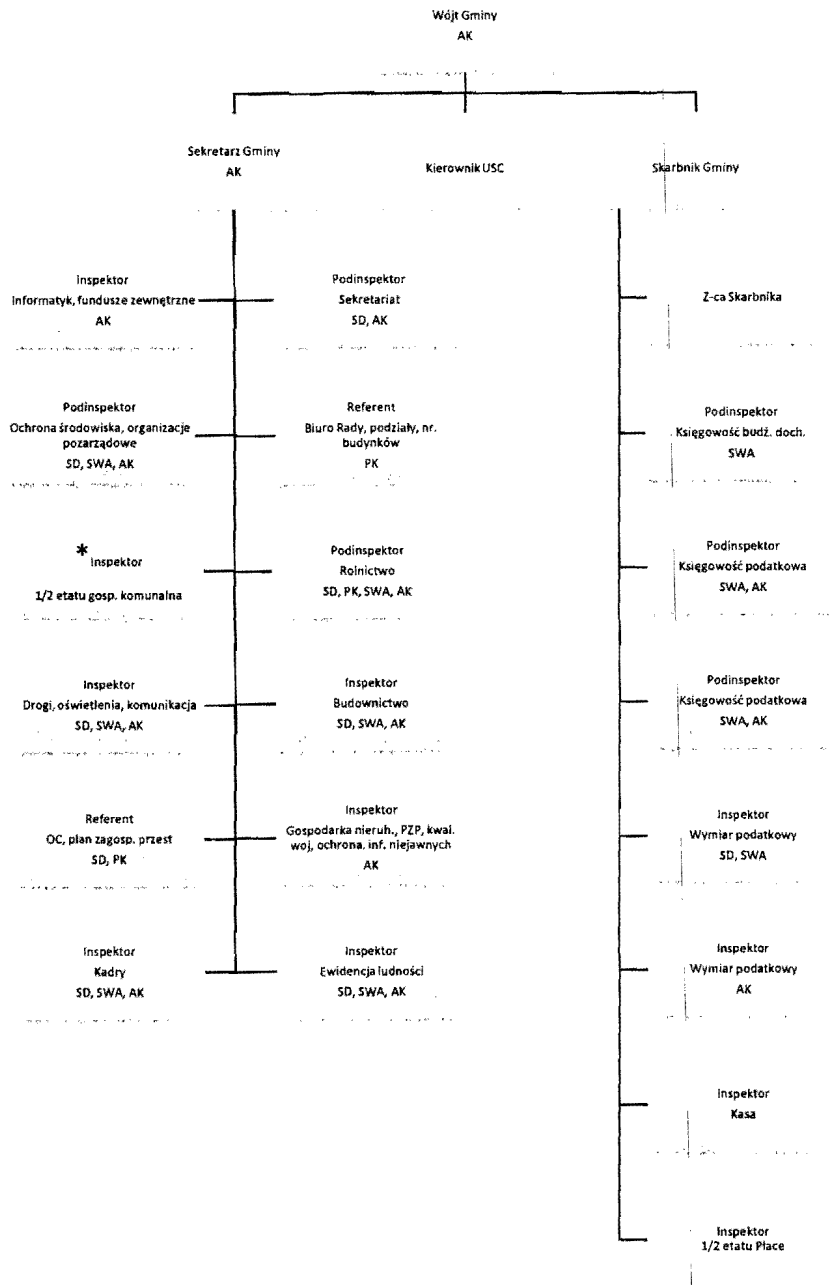 Wójt Gminy
AK
Sekretarz Gminy
AK
Kierownik USC
Skarbnik Gminy
Inspektor
Informatyk, fundusze zewnętrzne
AK
Podinspektor
Sekretariat
SD, AK
Z-ca Skarbnika
Podinspektor
Ochrona środowiska, organizacje
pozarządowe
SD, SWA, AK
Referent
Biuro Rady, podziały, nr.
budynków
PK
Podinspektor
Księgowość budż. doch.
SWA
* Inspektor
1/2 etatu gosp. komunalna
Podinspektor
Rolnictwo
SD, PK, SWA, AK
Podinspektor
Księgowość podatkowa
SWA, AK
Inspektor
Drogi, oświetlenia, komunikacja
SD, SWA, AK
Inspektor
Budownictwo
SD, SWA, AK
Podinspektor
Księgowość podatkowa
SWA, AK
Referent
OC, plan zagosp. przest
SD, PK
Inspektor
Gospodarka nieruh., PZP, kwal.
woj, ochrona, inf. niejawnych
AK
Inspektor
Wymiar podatkowy
SD, SWA
Inspektor
Kadry
SD, SWA, AK
Inspektor
Ewidencja ludności
SD, SWA, AK
Inspektor
Wymiar podatkowy
AK
Inspektor
Kasa
Inspektor
1/2 etatu Płace